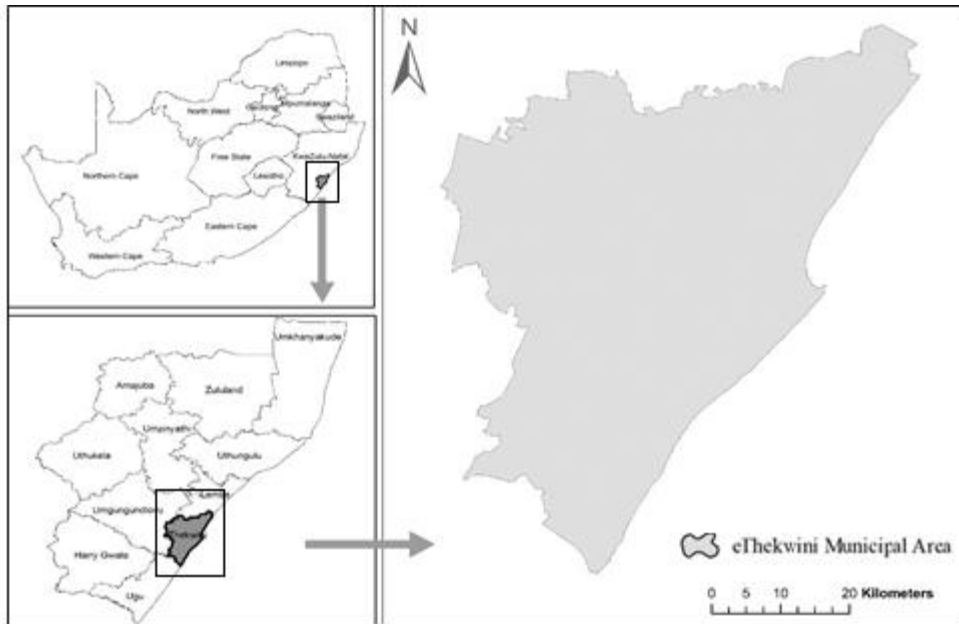 N
Limpopo
North West
Gauteng
Mpumalanga
Swaziland
Free State
KwaZulu-Natal
Lesotho
Northern Cape
Eastern Cape
Western Cape
Umkhanyakude
Amajuba
Zululand
Umzinyathi
Uthukela
Uthungulu
iLembe
Umgungundlovu
Harry Gwala
Ugu
eThekwini Municipal Area
0 5 10 20 Kilometers